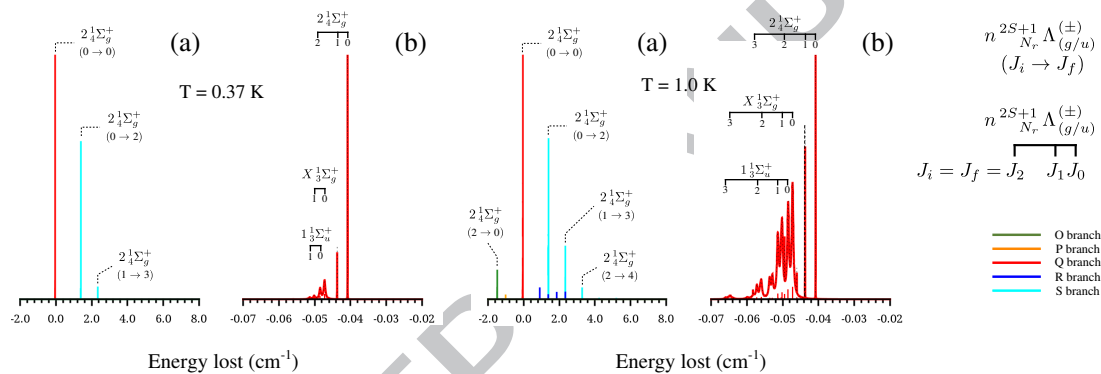 2 ¹₄Σ⁺g
(0→0)
(a)
T = 0.37 K
2 ¹₄Σ⁺g
(0→2)
2 ¹₄Σ⁺g
(1→3)
-2.0 0.0 2.0 4.0 6.0 8.0
2 ¹₄Σ⁺g
2 1 0
(b)
X ¹₃Σ⁺g
1 0
1 ¹₃Σ⁺u
1 0
-0.07 -0.06 -0.05 -0.04 -0.03 -0.02
Energy lost (cm⁻¹)
2 ¹₄Σ⁺g
(0→0)
(a)
T = 1.0 K
2 ¹₄Σ⁺g
(0→2)
2 ¹₄Σ⁺g
(2→0)
2 ¹₄Σ⁺g
(1→3)
2 ¹₄Σ⁺g
(2→4)
-2.0 0.0 2.0 4.0 6.0 8.0
2 ¹₄Σ⁺g
3 2 1 0
(b)
X ¹₃Σ⁺g
3 2 1 0
1 ¹₃Σ⁺u
3 2 1 0
-0.07 -0.06 -0.05 -0.04 -0.03 -0.02
Energy lost (cm⁻¹)
n ²ˢ⁺¹Nr Λ(±)(g/u)
(Ji → Jf)
n ²ˢ⁺¹Nr Λ(±)(g/u)
Ji = Jf = J2 J1 J0
O branch
P branch
Q branch
R branch
S branch